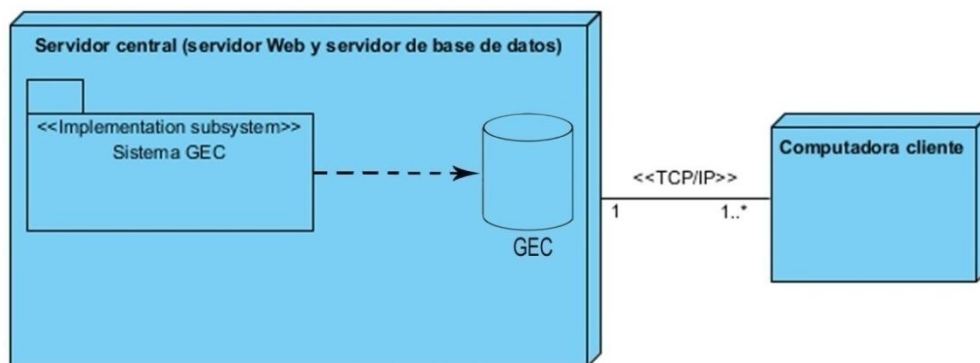 Servidor central (servidor Web y servidor de base de datos)
<<Implementation subsystem>>
Sistema GEC
GEC
<<TCP/IP>>
1
1..*
Computadora cliente